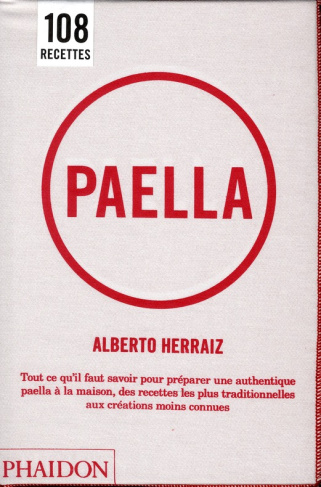 108
RECETTES
PAELLA
ALBERTO HERRAIZ
Tout ce qu'il faut savoir pour préparer une authentique
paella à la maison, des recettes les plus traditionnelles
aux créations moins connues
PHAIDON